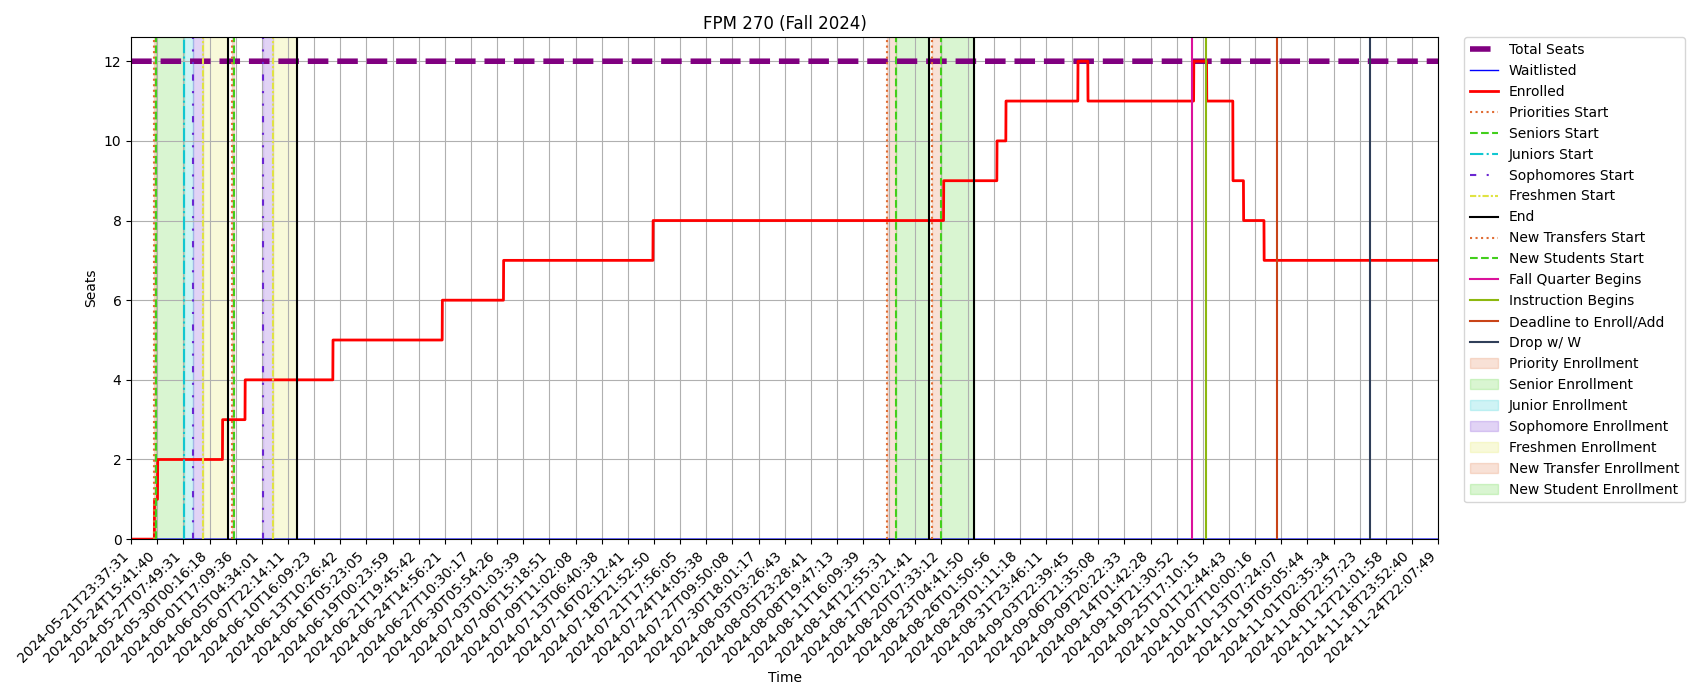 FPM 270 (Fall 2024)
Seats
12
10
8
6
4
2
0
2024-05-21T23:37:31
2024-05-24T15:41:40
2024-05-27T07:49:31
2024-05-30T00:16:18
2024-06-01T17:09:36
2024-06-05T04:34:01
2024-06-07T22:14:11
2024-06-10T16:09:23
2024-06-13T10:26:42
2024-06-16T05:23:05
2024-06-19T00:23:59
2024-06-21T19:45:42
2024-06-24T14:56:21
2024-06-27T10:30:17
2024-06-30T05:54:26
2024-07-03T01:03:39
2024-07-06T15:18:51
2024-07-09T11:02:08
2024-07-13T06:40:38
2024-07-16T02:12:41
2024-07-18T21:52:50
2024-07-21T17:56:05
2024-07-24T14:05:38
2024-07-27T09:50:08
2024-07-30T18:01:17
2024-08-03T03:26:43
2024-08-05T23:28:41
2024-08-08T19:47:13
2024-08-11T16:09:39
2024-08-14T12:55:31
2024-08-17T10:21:41
2024-08-20T07:33:12
2024-08-23T04:41:50
2024-08-26T01:50:56
2024-08-29T01:11:18
2024-08-31T23:46:11
2024-09-03T22:39:45
2024-09-06T21:35:08
2024-09-09T20:22:33
2024-09-14T01:42:28
2024-09-19T21:30:52
2024-09-25T17:10:15
2024-10-01T12:44:43
2024-10-07T10:00:16
2024-10-13T07:24:07
2024-10-19T05:05:44
2024-11-01T02:35:34
2024-11-06T22:57:23
2024-11-12T21:01:58
2024-11-18T23:52:40
2024-11-24T22:07:49
Time
Total Seats
Waitlisted
Enrolled
Priorities Start
Seniors Start
Juniors Start
Sophomores Start
Freshmen Start
End
New Transfers Start
New Students Start
Fall Quarter Begins
Instruction Begins
Deadline to Enroll/Add
Drop w/ W
Priority Enrollment
Senior Enrollment
Junior Enrollment
Sophomore Enrollment
Freshmen Enrollment
New Transfer Enrollment
New Student Enrollment